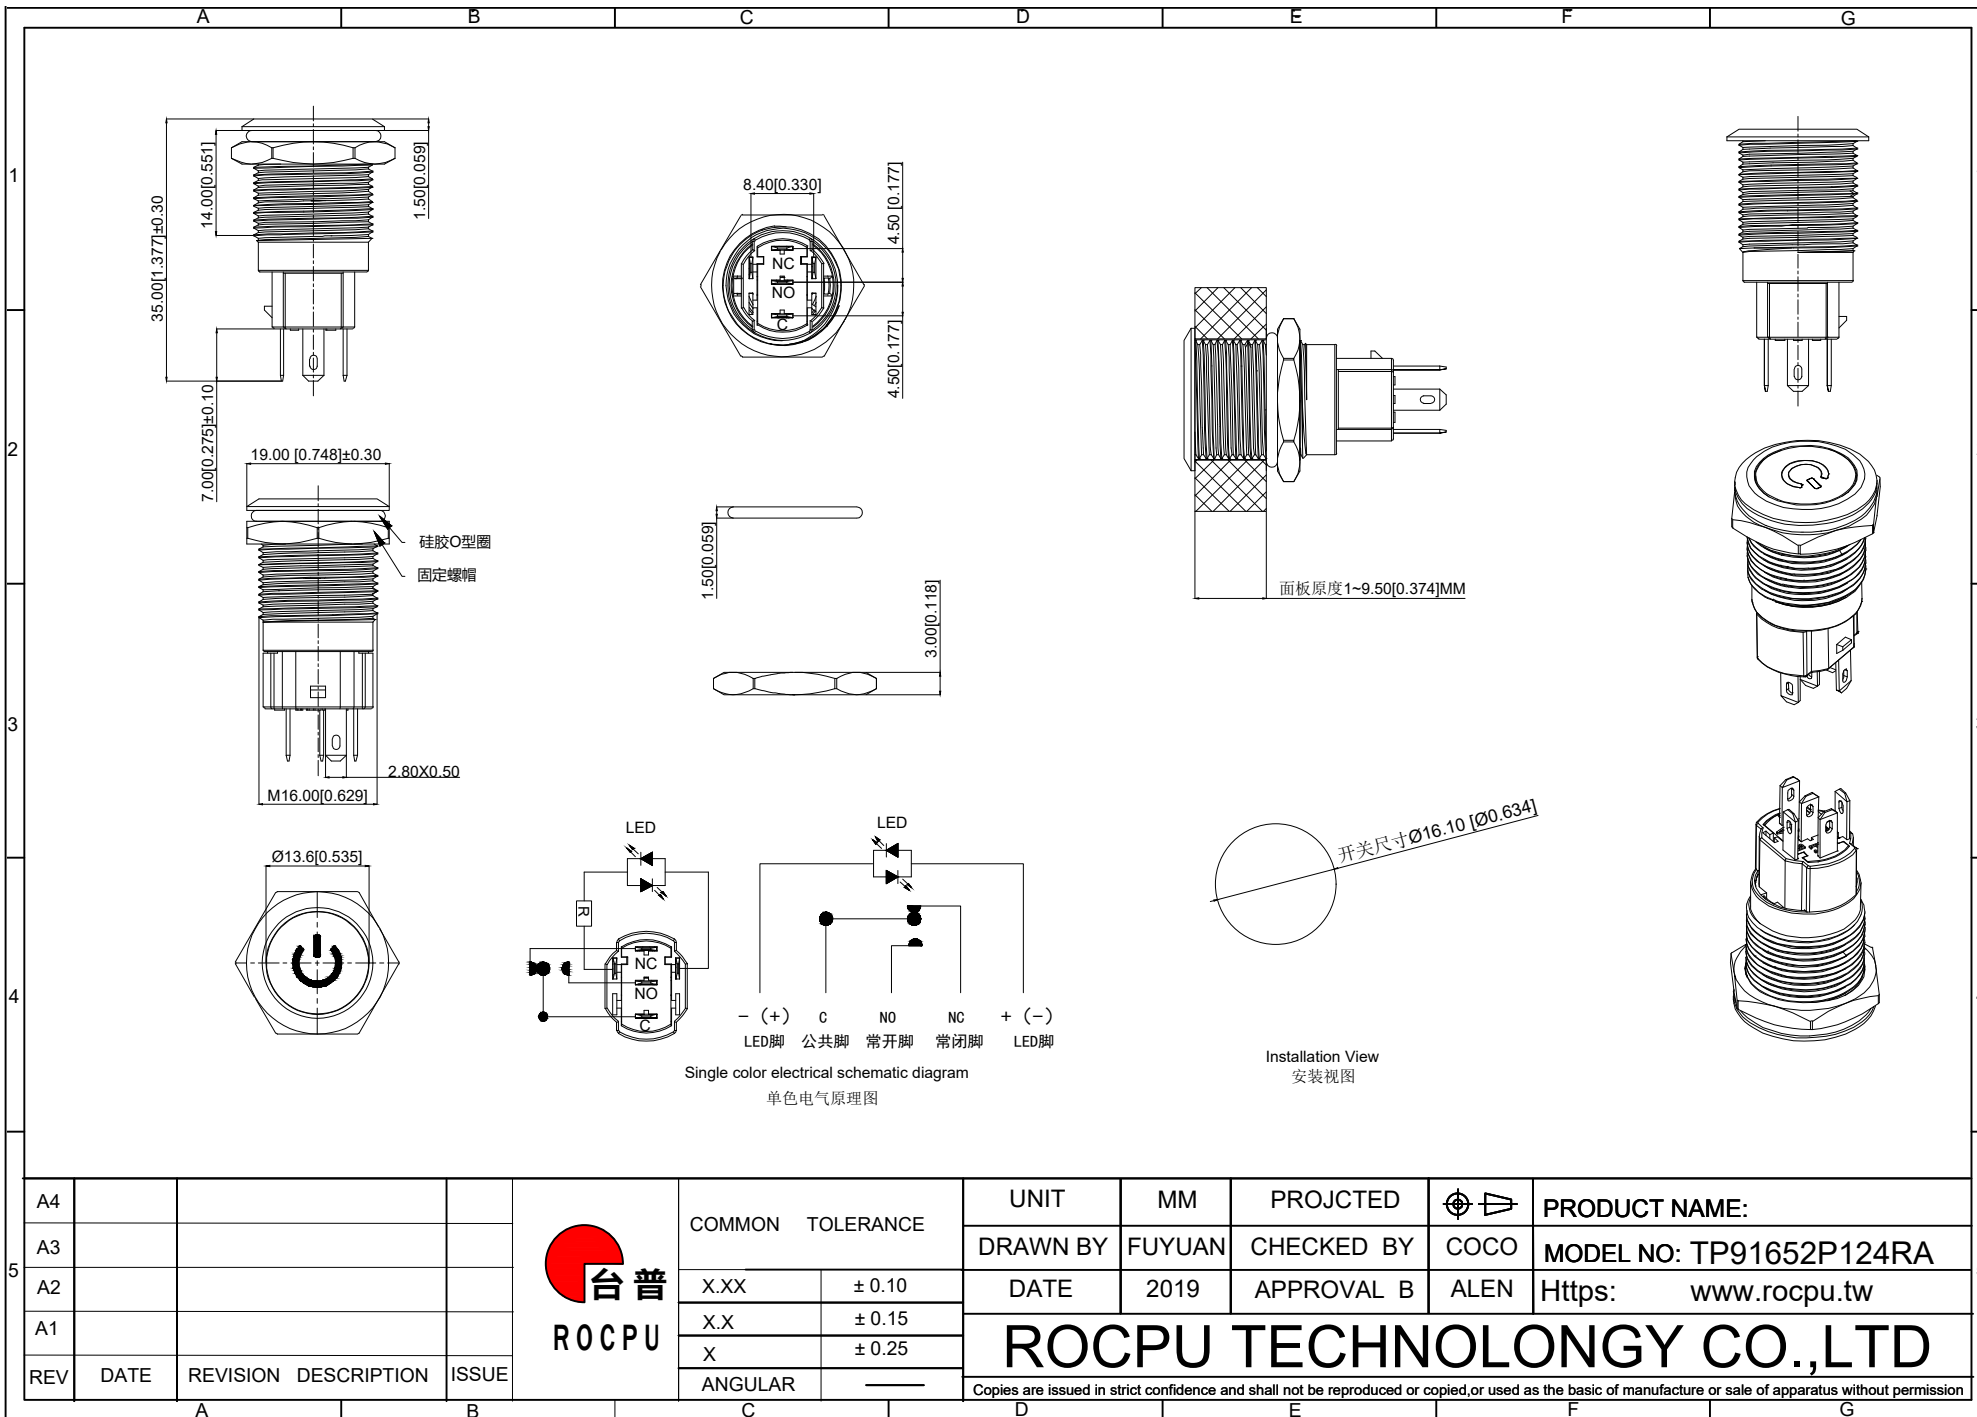 A B C D E F G
1
2
3
4
5
35.00[1.377]±0.30
14.00[0.551]
1.50[0.059]
7.00[0.275]±0.10
8.40[0.330]
4.50 [0.177]
4.50[0.177]
NC
NO
C
19.00 [0.748]±0.30
硅胶O型圈
固定螺帽
2.80X0.50
M16.00[0.629]
1.50[0.059]
3.00[0.118]
面板原度1~9.50[0.374]MM
Ø13.6[0.535]
LED
R
NC
NO
C
LED
- (+) C NO NC + (-)
LED脚 公共脚 常开脚 常闭脚 LED脚
Single color electrical schematic diagram
单色电气原理图
开关尺寸Ø16.10 [Ø0.634]
Installation View
安装视图
A4
A3
A2
A1
REV DATE REVISION DESCRIPTION ISSUE
台普
ROCPU
COMMON TOLERANCE
X.XX ± 0.10
X.X ± 0.15
X ± 0.25
ANGULAR
UNIT MM PROJCTED PRODUCT NAME:
DRAWN BY FUYUAN CHECKED BY COCO MODEL NO: TP91652P124RA
DATE 2019 APPROVAL B ALEN Https: www.rocpu.tw
ROCPU TECHNOLONGY CO.,LTD
Copies are issued in strict confidence and shall not be reproduced or copied,or used as the basic of manufacture or sale of apparatus without permission
A B C D E F G